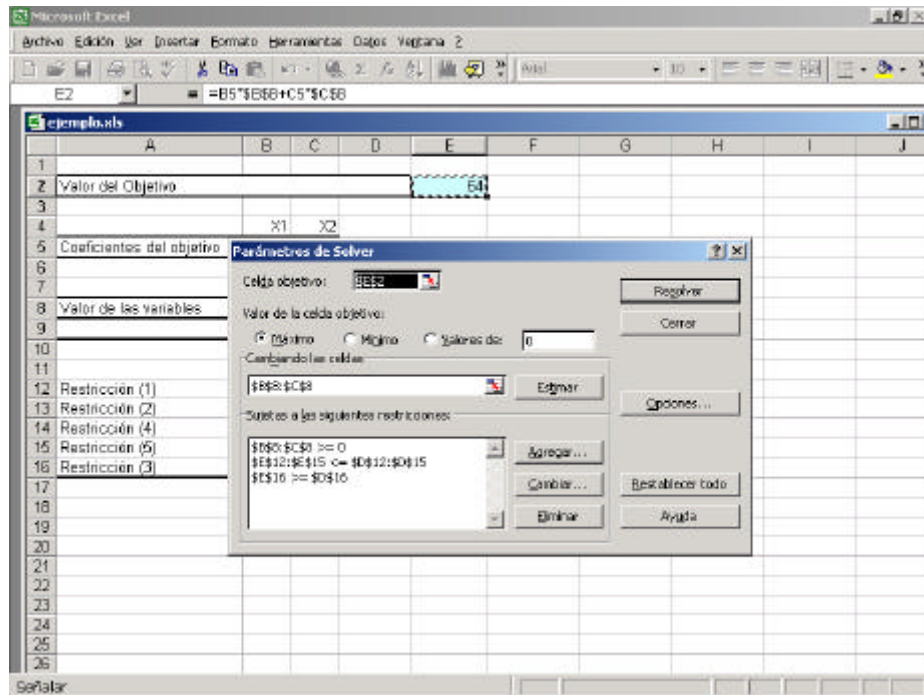 Microsoft Excel
Archivo Edición Ver Insertar Formato Herramientas Datos Ventana ?
Arial 10
E2 = =B5*$B$8+C5*$C$8
ejemplo.xls
A B C D E F G H I J
1
2 Valor del Objetivo 64
3
4 X1 X2
5 Coeficientes del objetivo
6
7
8 Valor de las variables
9
10
11
12 Restricción (1)
13 Restricción (2)
14 Restricción (4)
15 Restricción (5)
16 Restricción (3)
17
18
19
20
21
22
23
24
25
26
Parámetros de Solver
Celda objetivo: $E$2
Resolver
Valor de la celda objetivo:
Cerrar
Máximo Mínimo Valores de: 0
Cambiando las celdas
$B$8:$C$8 Estimar
Opciones...
Sujetas a las siguientes restricciones:
$B$8:$C$8 >= 0
$E$12:$E$15 <= $D$12:$D$15
$E$16 >= $D$16
Agregar...
Cambiar... Restablecer todo
Eliminar Ayuda
Señalar